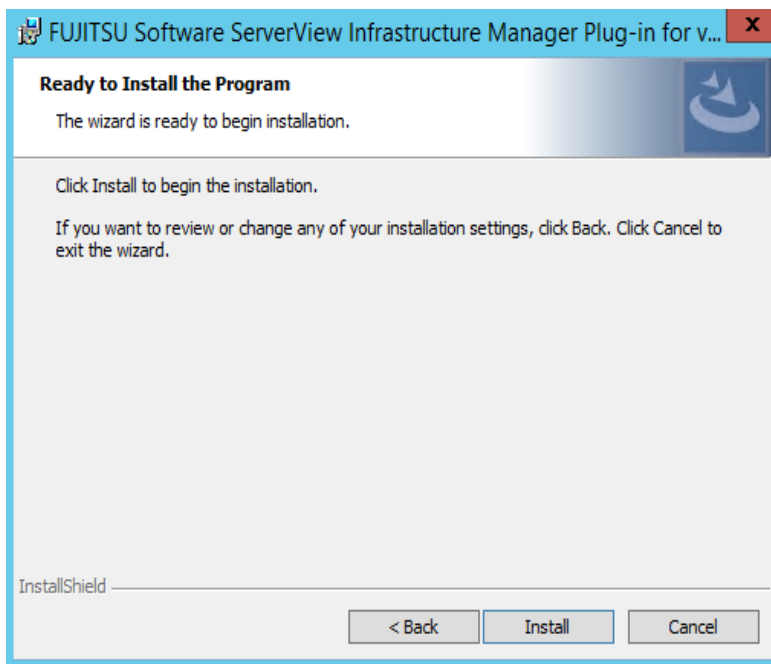 FUJITSU Software ServerView Infrastructure Manager Plug-in for v...
x
Ready to Install the Program
The wizard is ready to begin installation.
Click Install to begin the installation.
If you want to review or change any of your installation settings, click Back. Click Cancel to
exit the wizard.
InstallShield
< Back Install Cancel